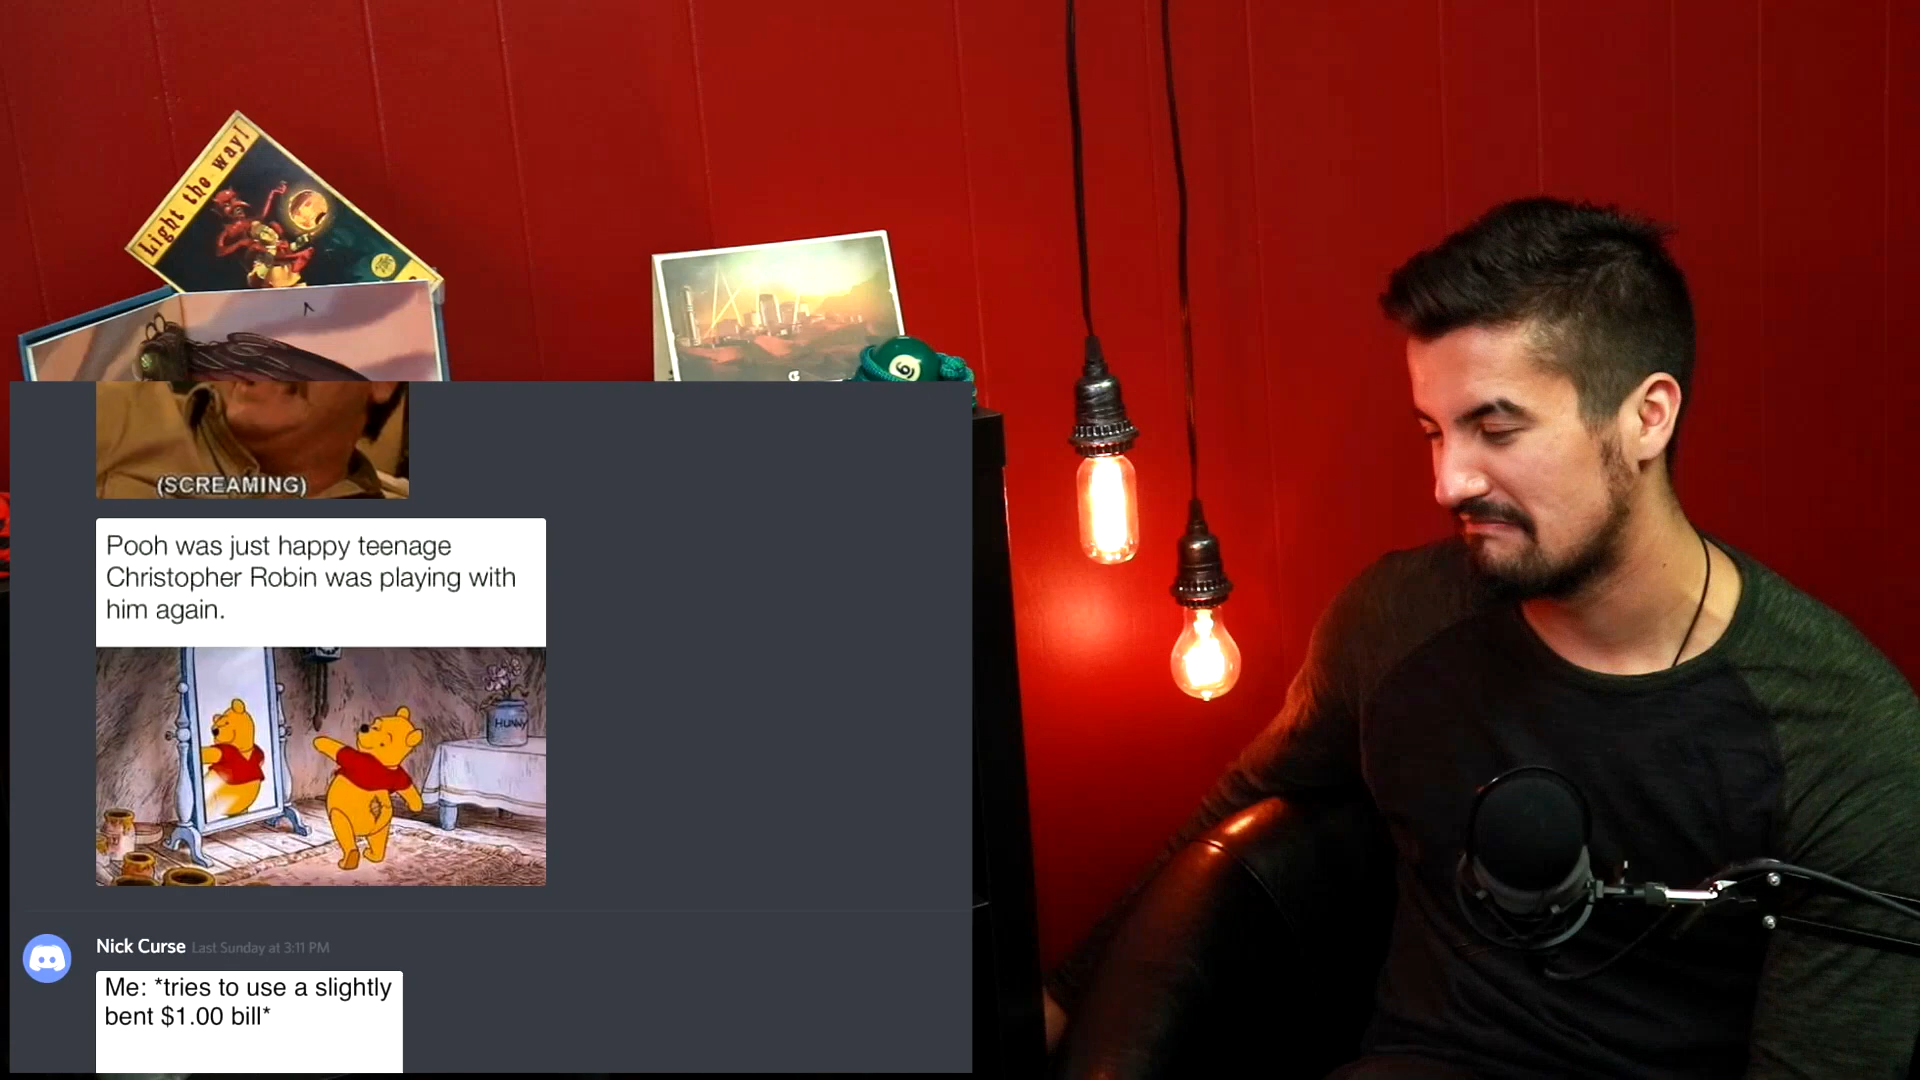 Light the way!
6
(SCREAMING)
Pooh was just happy teenage
Christopher Robin was playing with
him again.
HUNNY
Nick Curse Last Sunday at 3:11 PM
Me: *tries to use a slightly
bent $1.00 bill*